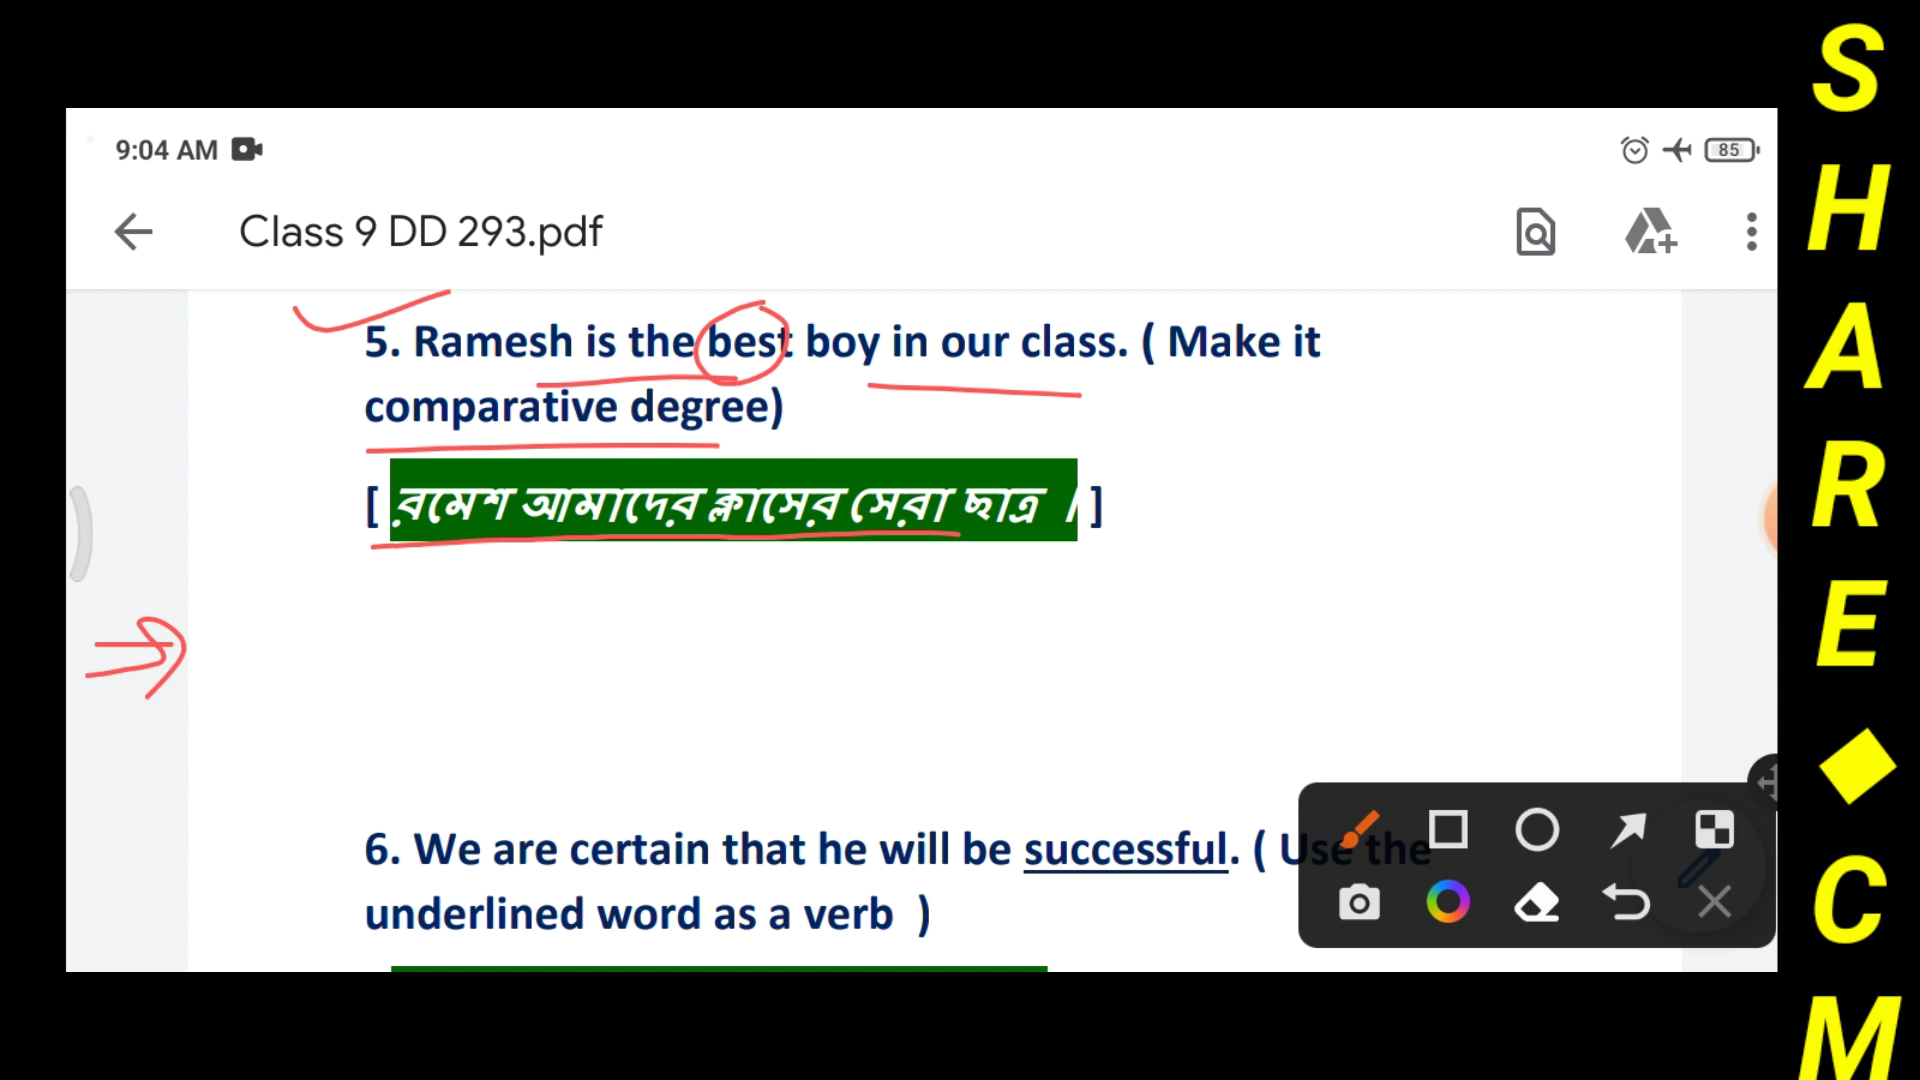 9:04 AM
85
Class 9 DD 293.pdf
5. Ramesh is the best boy in our class. ( Make it
comparative degree)
[ রমেশ আমাদের ক্লাসের সেরা ছাত্র । ]
6. We are certain that he will be successful. ( Use the
underlined word as a verb )
SHARE◆CM